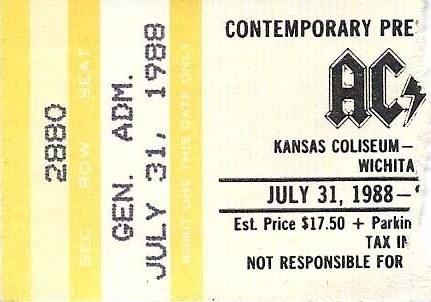 2880
SEC ROW SEAT
GEN. ADM.
JULY 31, 1988
ADMIT ONE THIS DATE ONLY
CONTEMPORARY PRE
AC
KANSAS COLISEUM—
WICHITA
JULY 31, 1988—
Est. Price $17.50 + Parkin
TAX IN
NOT RESPONSIBLE FOR